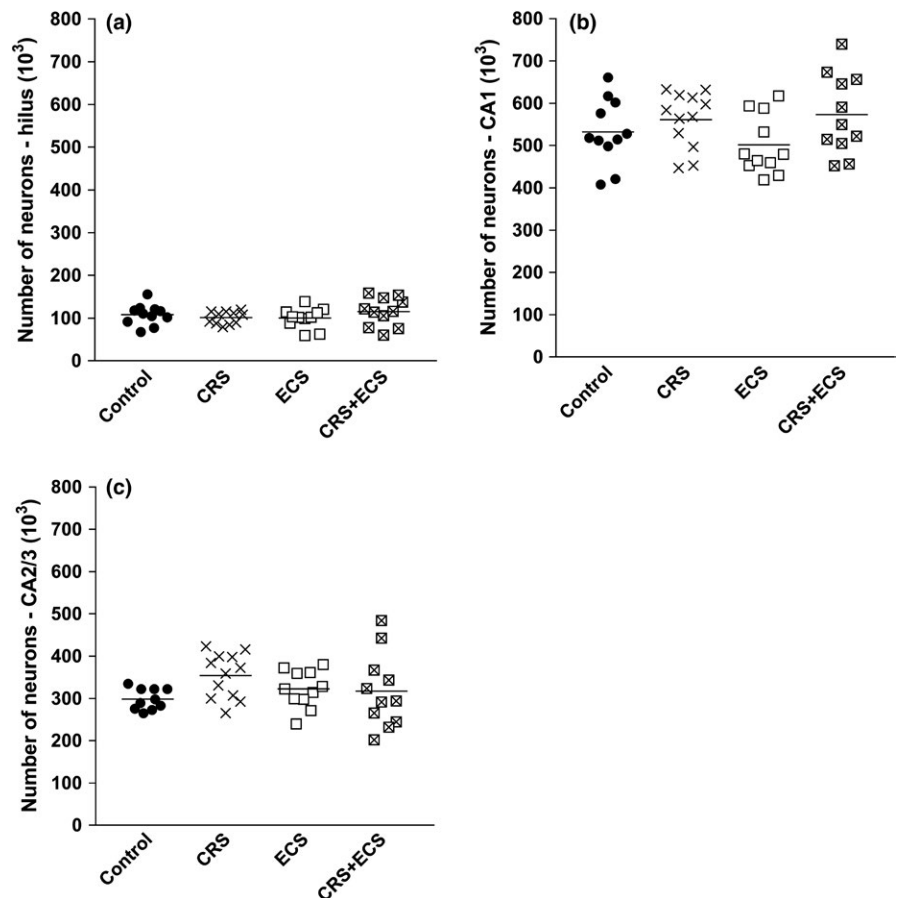 (a)
Number of neurons - hilus (10³)
800
700
600
500
400
300
200
100
0
Control
CRS
ECS
CRS+ECS
(b)
Number of neurons - CA1 (10³)
800
700
600
500
400
300
200
100
0
Control
CRS
ECS
CRS+ECS
(c)
Number of neurons - CA2/3 (10³)
800
700
600
500
400
300
200
100
0
Control
CRS
ECS
CRS+ECS